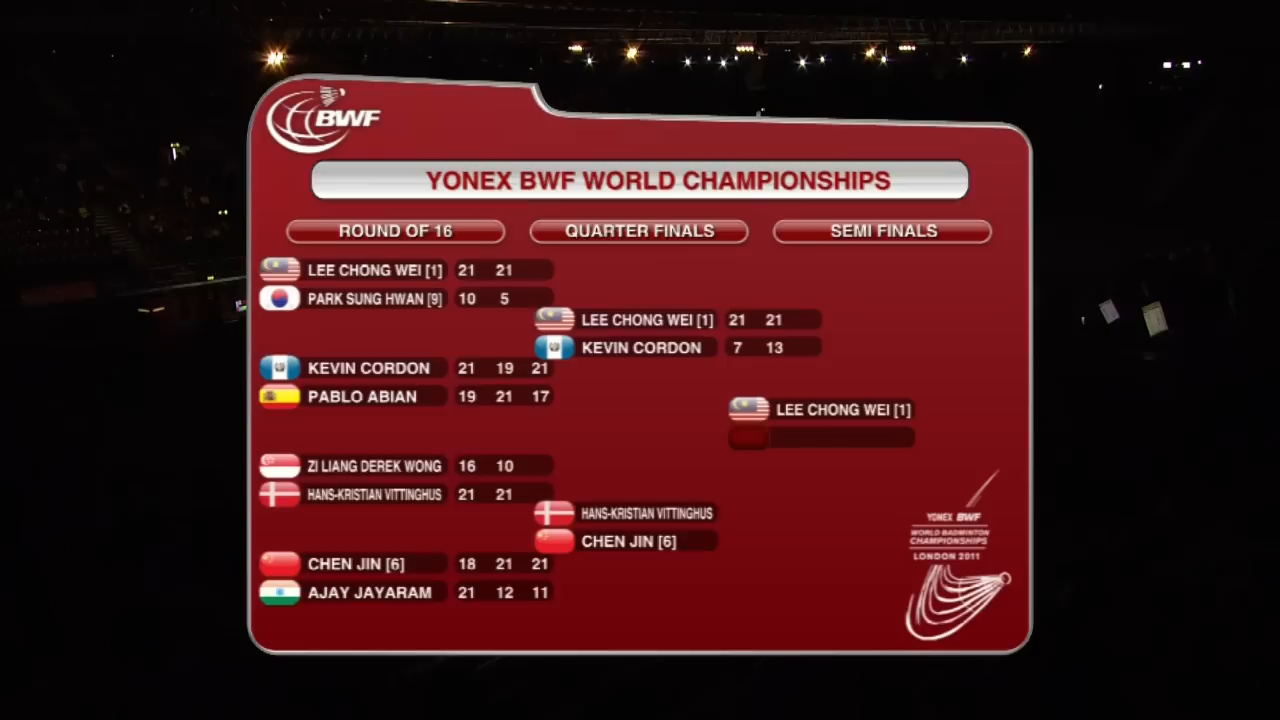 BWF
YONEX BWF WORLD CHAMPIONSHIPS
ROUND OF 16 QUARTER FINALS SEMI FINALS
LEE CHONG WEI [1] 21 21
PARK SUNG HWAN [9] 10 5
LEE CHONG WEI [1] 21 21
KEVIN CORDON 7 13
KEVIN CORDON 21 19 21
PABLO ABIAN 19 21 17
LEE CHONG WEI [1]
ZI LIANG DEREK WONG 16 10
HANS-KRISTIAN VITTINGHUS 21 21
HANS-KRISTIAN VITTINGHUS
CHEN JIN [6]
CHEN JIN [6] 18 21 21
AJAY JAYARAM 21 12 11
YONEX BWF
WORLD BADMINTON
CHAMPIONSHIPS
LONDON 2011